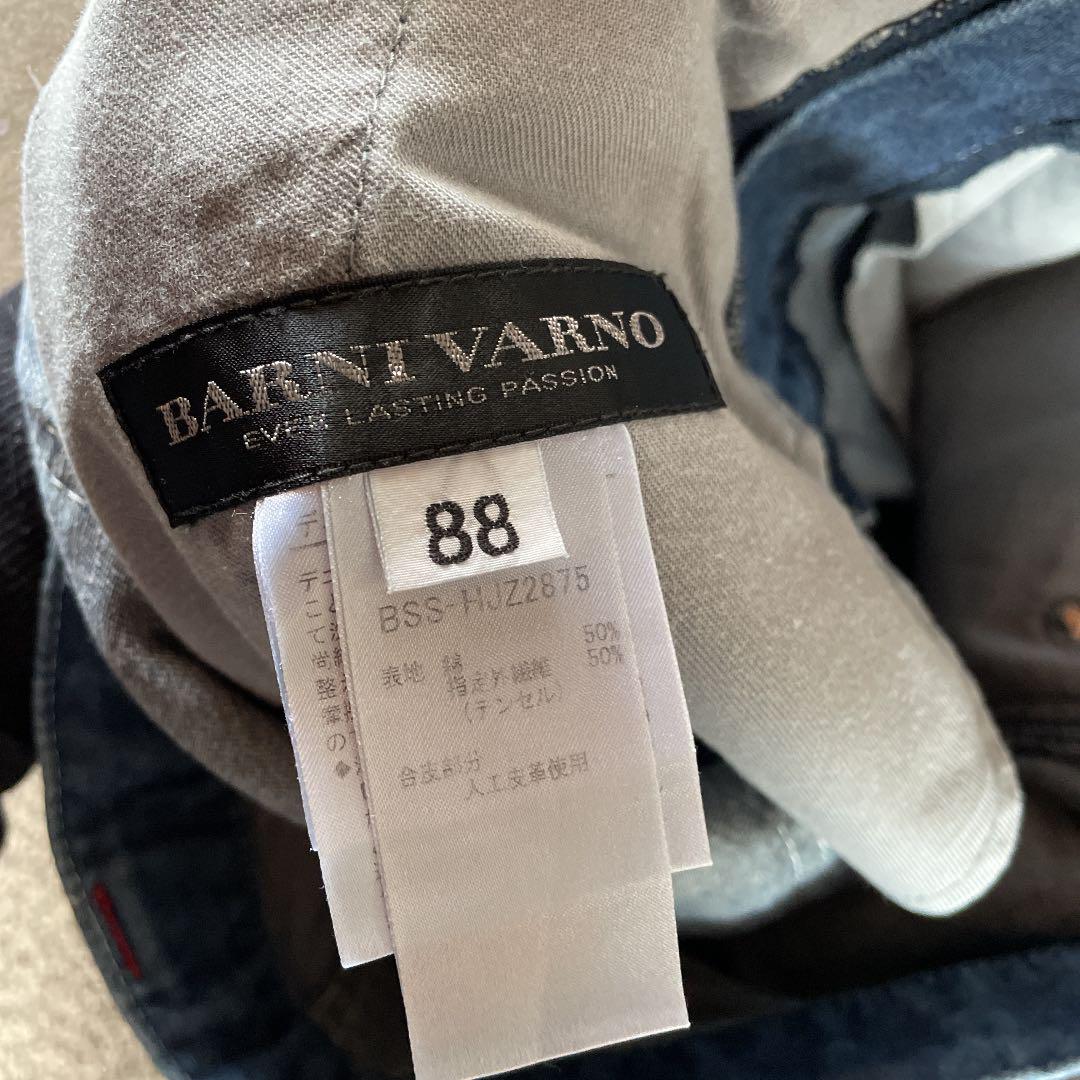 BARNI VARNO
EVER LASTING PASSION
88
BSS-HJZ2875
表地 綿 50%
指定外繊維 50%
(テンセル)
合皮部分
人工皮革使用